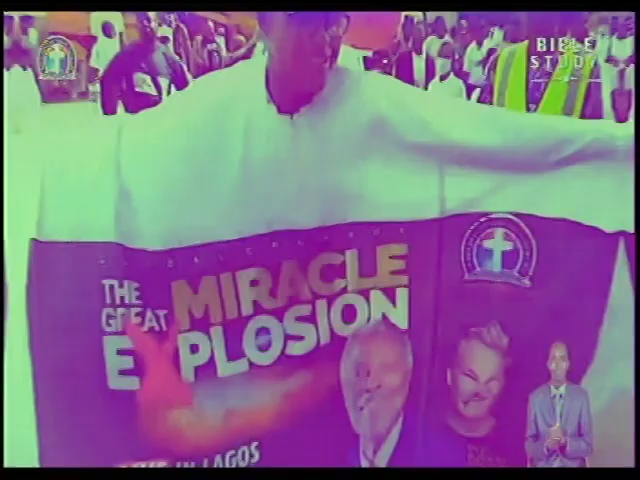 BIBLE
STUDY
THE
GREAT
MIRACLE
EXPLOSION
IN LAGOS